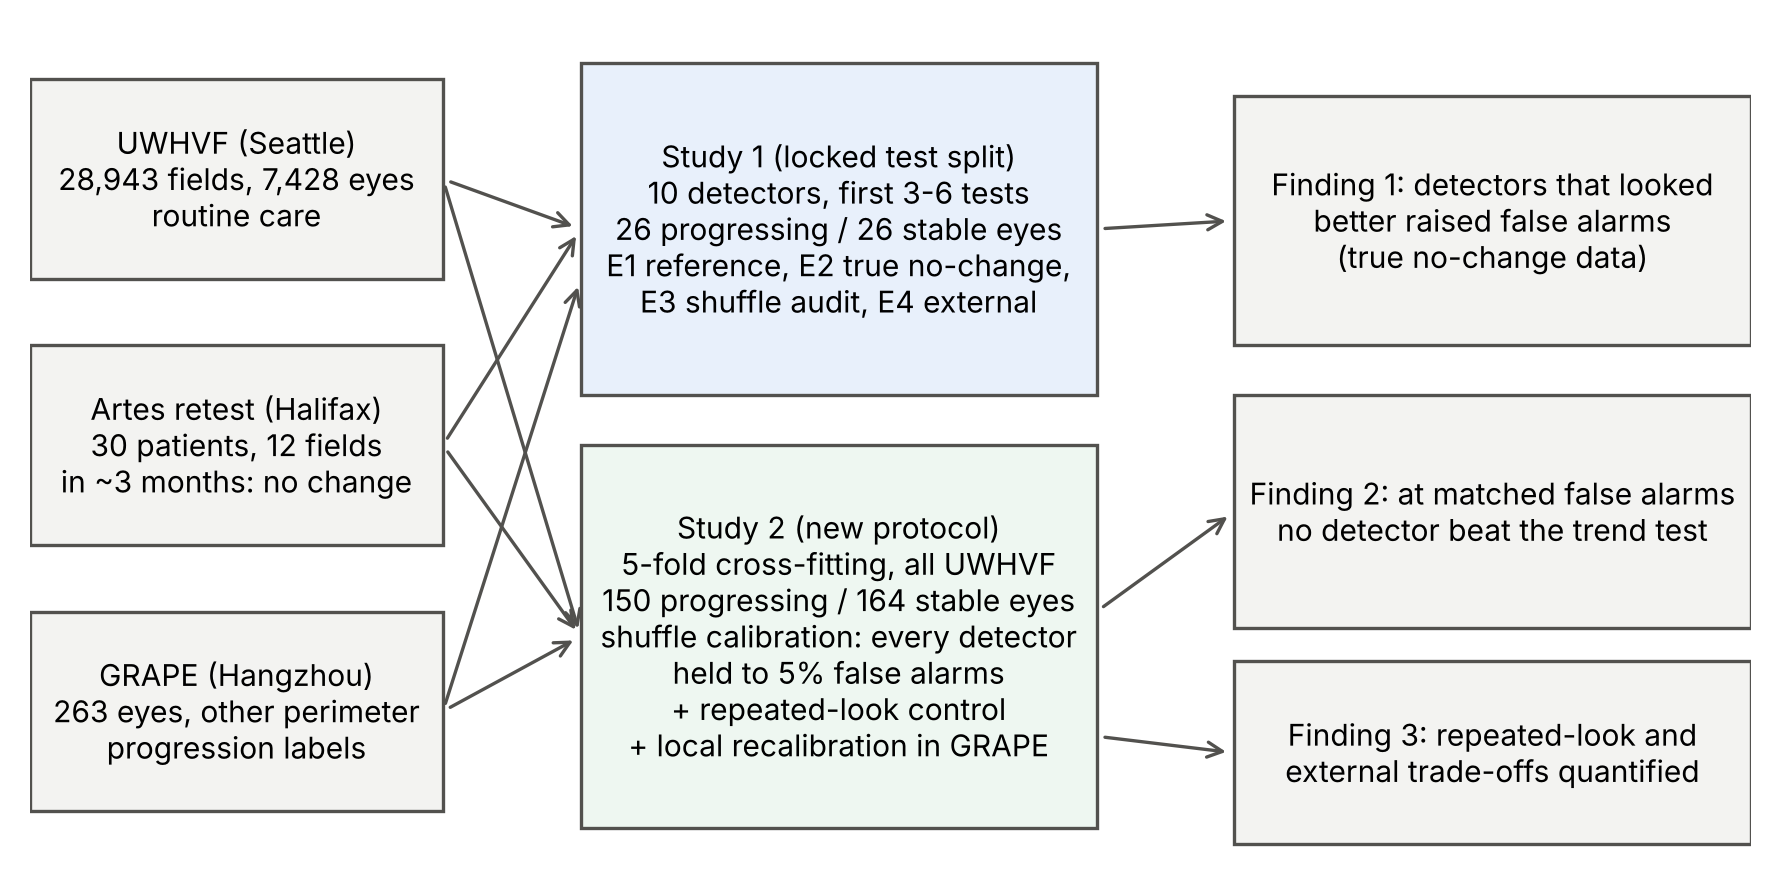 UWHVF (Seattle)
28,943 fields, 7,428 eyes
routine care
Artes retest (Halifax)
30 patients, 12 fields
in ~3 months: no change
GRAPE (Hangzhou)
263 eyes, other perimeter
progression labels
Study 1 (locked test split)
10 detectors, first 3-6 tests
26 progressing / 26 stable eyes
E1 reference, E2 true no-change,
E3 shuffle audit, E4 external
Study 2 (new protocol)
5-fold cross-fitting, all UWHVF
150 progressing / 164 stable eyes
shuffle calibration: every detector
held to 5% false alarms
+ repeated-look control
+ local recalibration in GRAPE
Finding 1: detectors that looked
better raised false alarms
(true no-change data)
Finding 2: at matched false alarms
no detector beat the trend test
Finding 3: repeated-look and
external trade-offs quantified